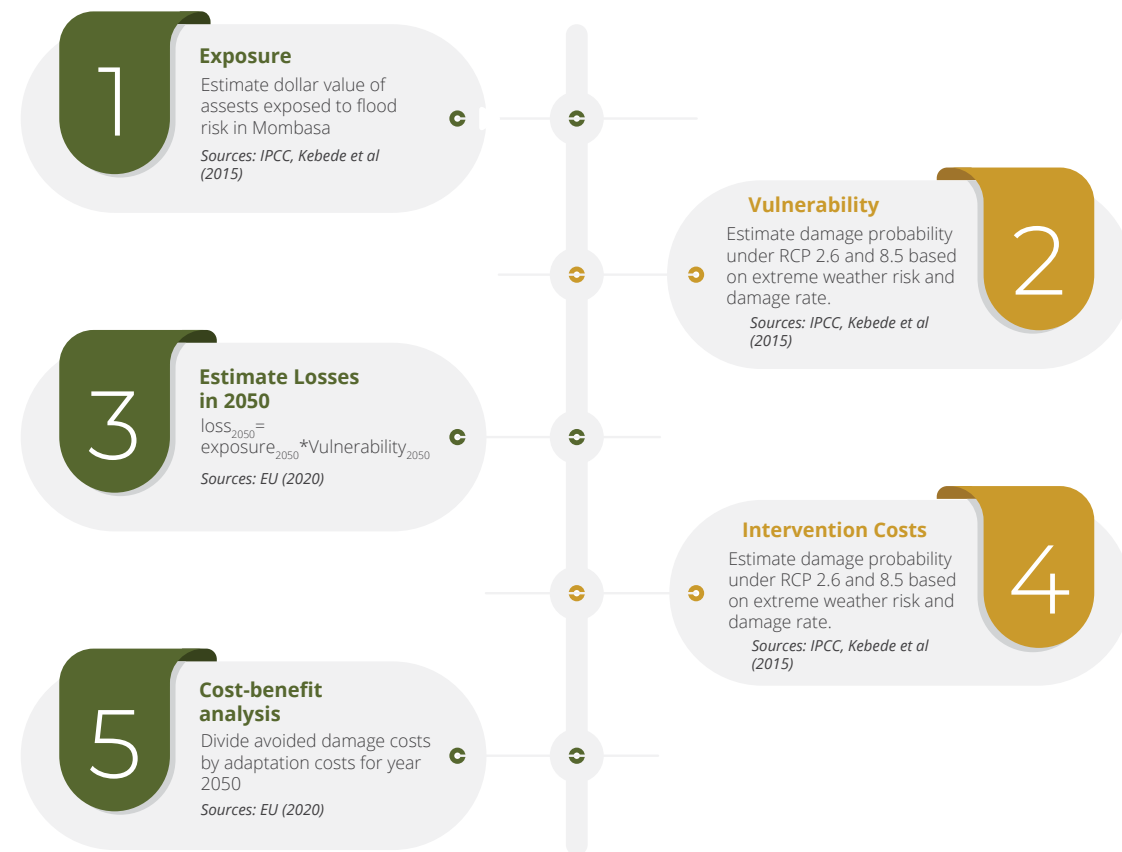 1
Exposure
Estimate dollar value of
assests exposed to flood
risk in Mombasa
Sources: IPCC, Kebede et al
(2015)
2
Vulnerability
Estimate damage probability
under RCP 2.6 and 8.5 based
on extreme weather risk and
damage rate.
Sources: IPCC, Kebede et al
(2015)
3
Estimate Losses
in 2050
loss2050=
exposure2050*Vulnerability2050
Sources: EU (2020)
4
Intervention Costs
Estimate damage probability
under RCP 2.6 and 8.5 based
on extreme weather risk and
damage rate.
Sources: IPCC, Kebede et al
(2015)
5
Cost-benefit
analysis
Divide avoided damage costs
by adaptation costs for year
2050
Sources: EU (2020)